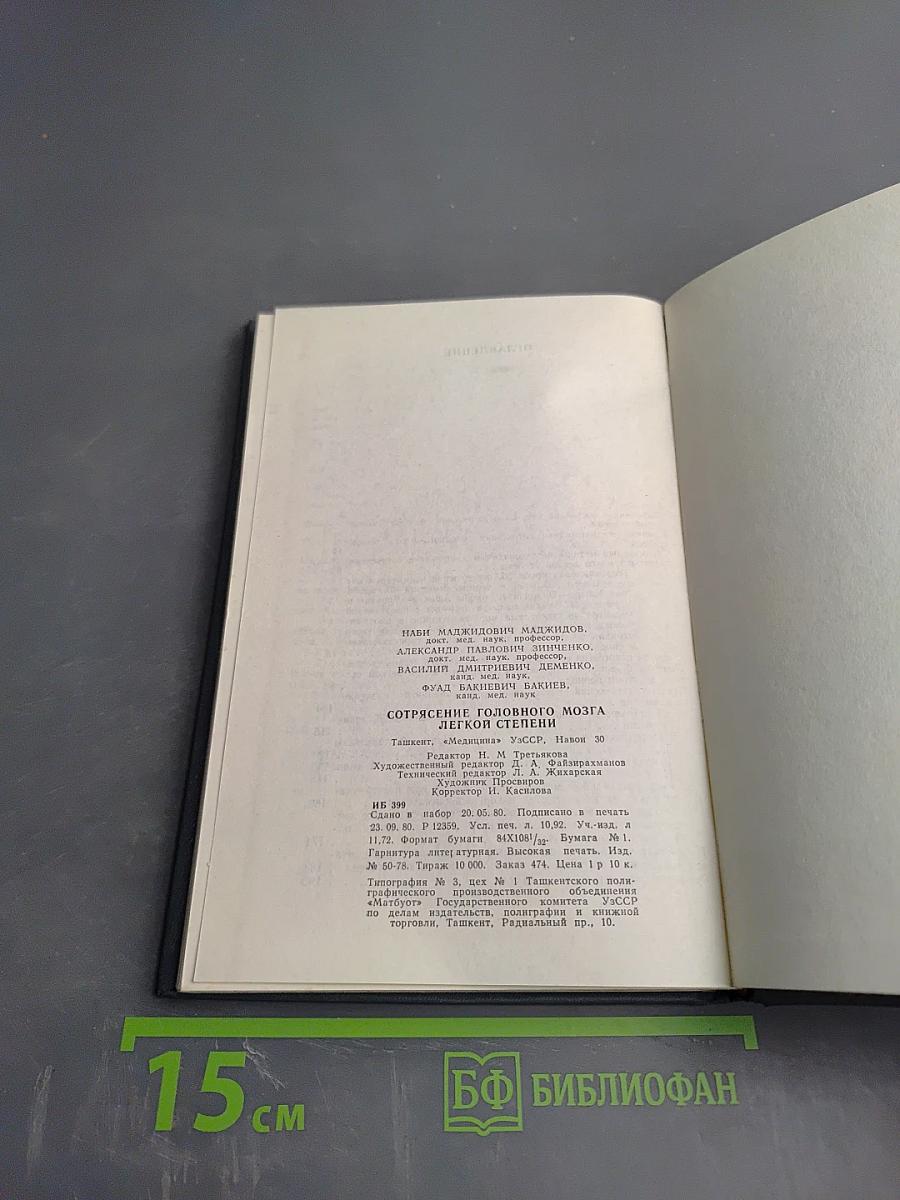 НАБИ МАДЖИДОВИЧ МАДЖИДОВ,
докт. мед. наук, профессор,
АЛЕКСАНДР ПАВЛОВИЧ ЗИНЧЕНКО,
докт. мед. наук, профессор,
ВАСИЛИЙ ДМИТРИЕВИЧ ДЕМЕНКО,
канд. мед. наук,
ФУАД БАКИЕВИЧ БАКИЕВ,
канд. мед. наук
СОТРЯСЕНИЕ ГОЛОВНОГО МОЗГА
ЛЕГКОЙ СТЕПЕНИ
Ташкент, «Медицина» УзССР, Навои 30
Редактор Н. М Третьякова
Художественный редактор Д. А. Файзирахманов
Технический редактор Л. А. Жихарская
Художник Просвиров
Корректор И. Касилова
ИБ 399
Сдано в набор 20.05.80. Подписано в печать
23.09.80. Р 12359. Усл. печ. л. 10,92. Уч.-изд. л
11,72. Формат бумаги 84X108¹/₃₂. Бумага № 1.
Гарнитура литературная. Высокая печать. Изд.
№ 50-78. Тираж 10 000. Заказ 474. Цена 1 р 10 к.
Типография № 3, цех № 1 Ташкентского поли-
графического производственного объединения
«Матбуот» Государственного комитета УзССР
по делам издательств, полиграфии и книжной
торговли, Ташкент, Радиальный пр., 10.
15 см
БФ БИБЛИОФАН